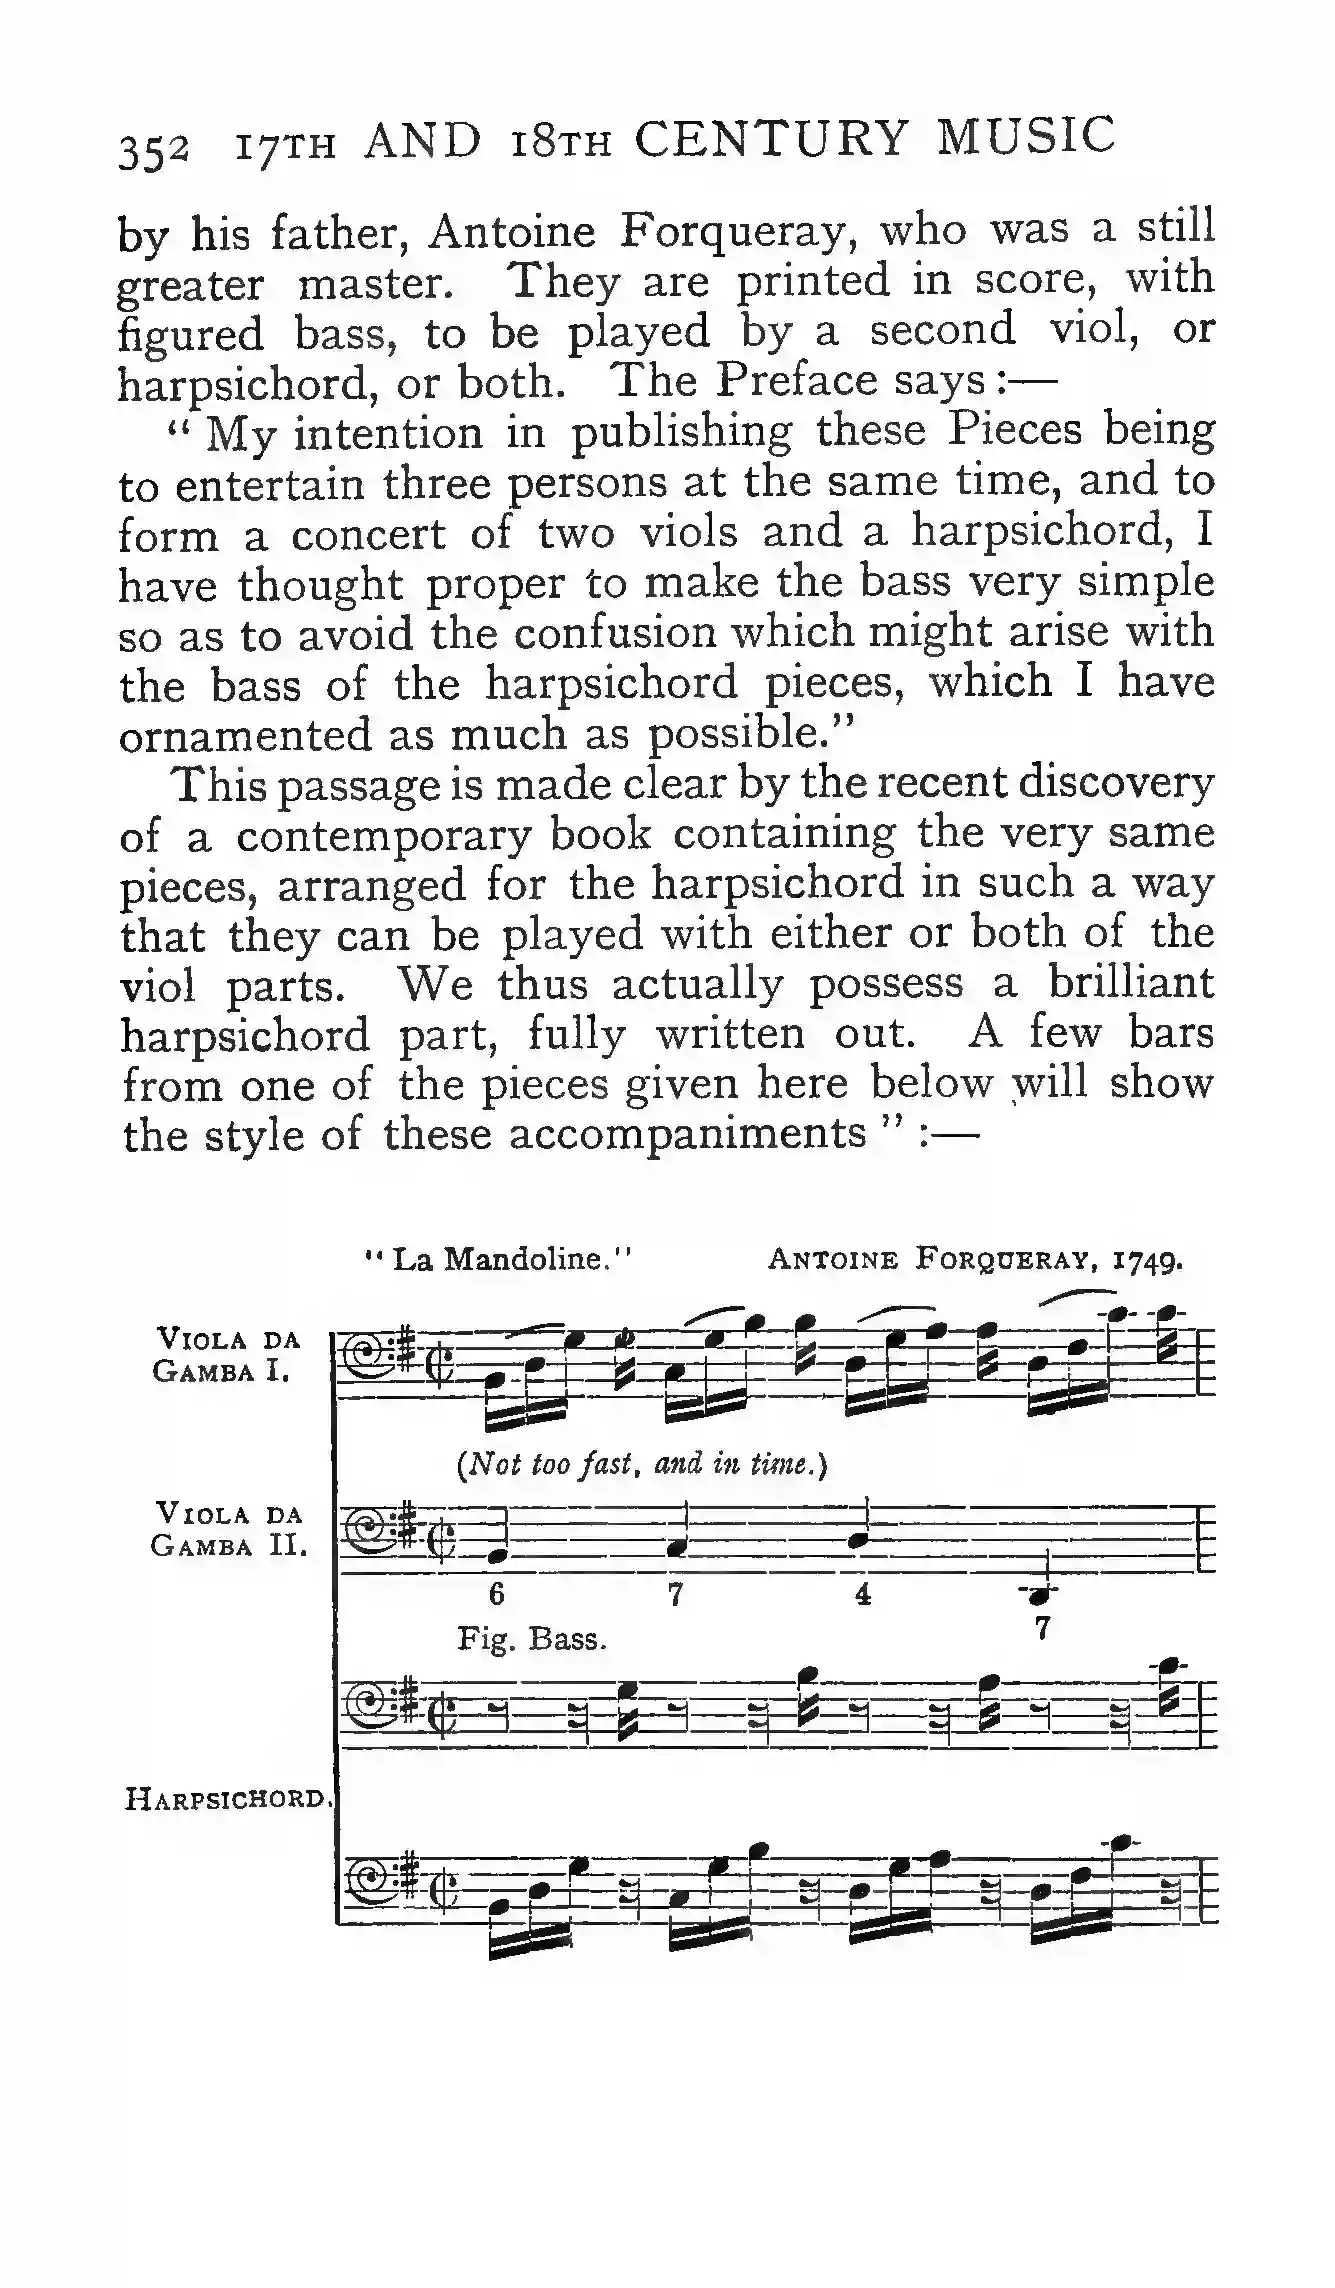 352 17TH AND 18TH CENTURY MUSIC
by his father, Antoine Forqueray, who was a still
greater master. They are printed in score, with
figured bass, to be played by a second viol, or
harpsichord, or both. The Preface says :—
“ My intention in publishing these Pieces being
to entertain three persons at the same time, and to
form a concert of two viols and a harpsichord, I
have thought proper to make the bass very simple
so as to avoid the confusion which might arise with
the bass of the harpsichord pieces, which I have
ornamented as much as possible.”
This passage is made clear by the recent discovery
of a contemporary book containing the very same
pieces, arranged for the harpsichord in such a way
that they can be played with either or both of the
viol parts. We thus actually possess a brilliant
harpsichord part, fully written out. A few bars
from one of the pieces given here below will show
the style of these accompaniments ” :—
“ La Mandoline.” ANTOINE FORQUERAY, 1749.
VIOLA DA
GAMBA I.
(Not too fast, and in time.)
VIOLA DA
GAMBA II.
6 7 4
7
Fig. Bass.
HARPSICHORD.